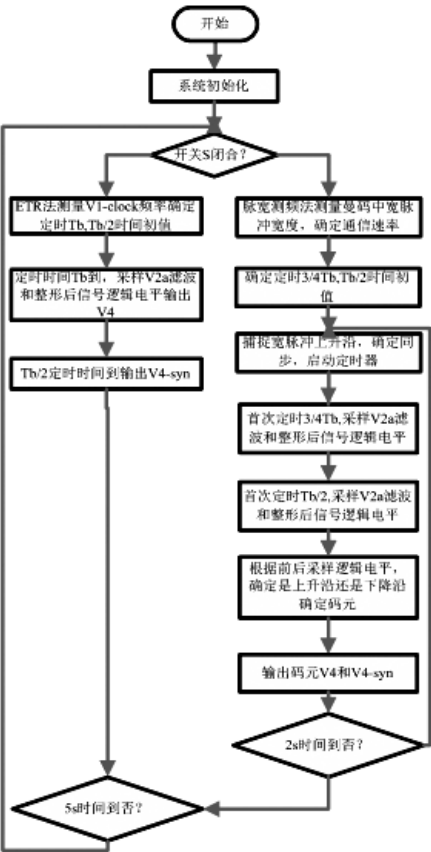 开始
系统初始化
开关S闭合?
ETR法测量V1-clock频率确定
定时Tb,Tb/2时间初值
定时时间Tb到，采样V2a滤波
和整形后信号逻辑电平输出
V4
Tb/2定时时间到输出V4-syn
脉宽测频法测量曼码中宽脉
冲宽度，确定通信速率
确定定时3/4Tb,Tb/2时间初
值
捕捉宽脉冲上升沿，确定同
步，启动定时器
首次定时3/4Tb,采样V2a滤
波和整形后信号逻辑电平
首次定时Tb/2,采样V2a滤波
和整形后信号逻辑电平
根据前后采样逻辑电平，
确定是上升沿还是下降沿
确定码元
输出码元V4和V4-syn
2s时间到否?
5s时间到否?